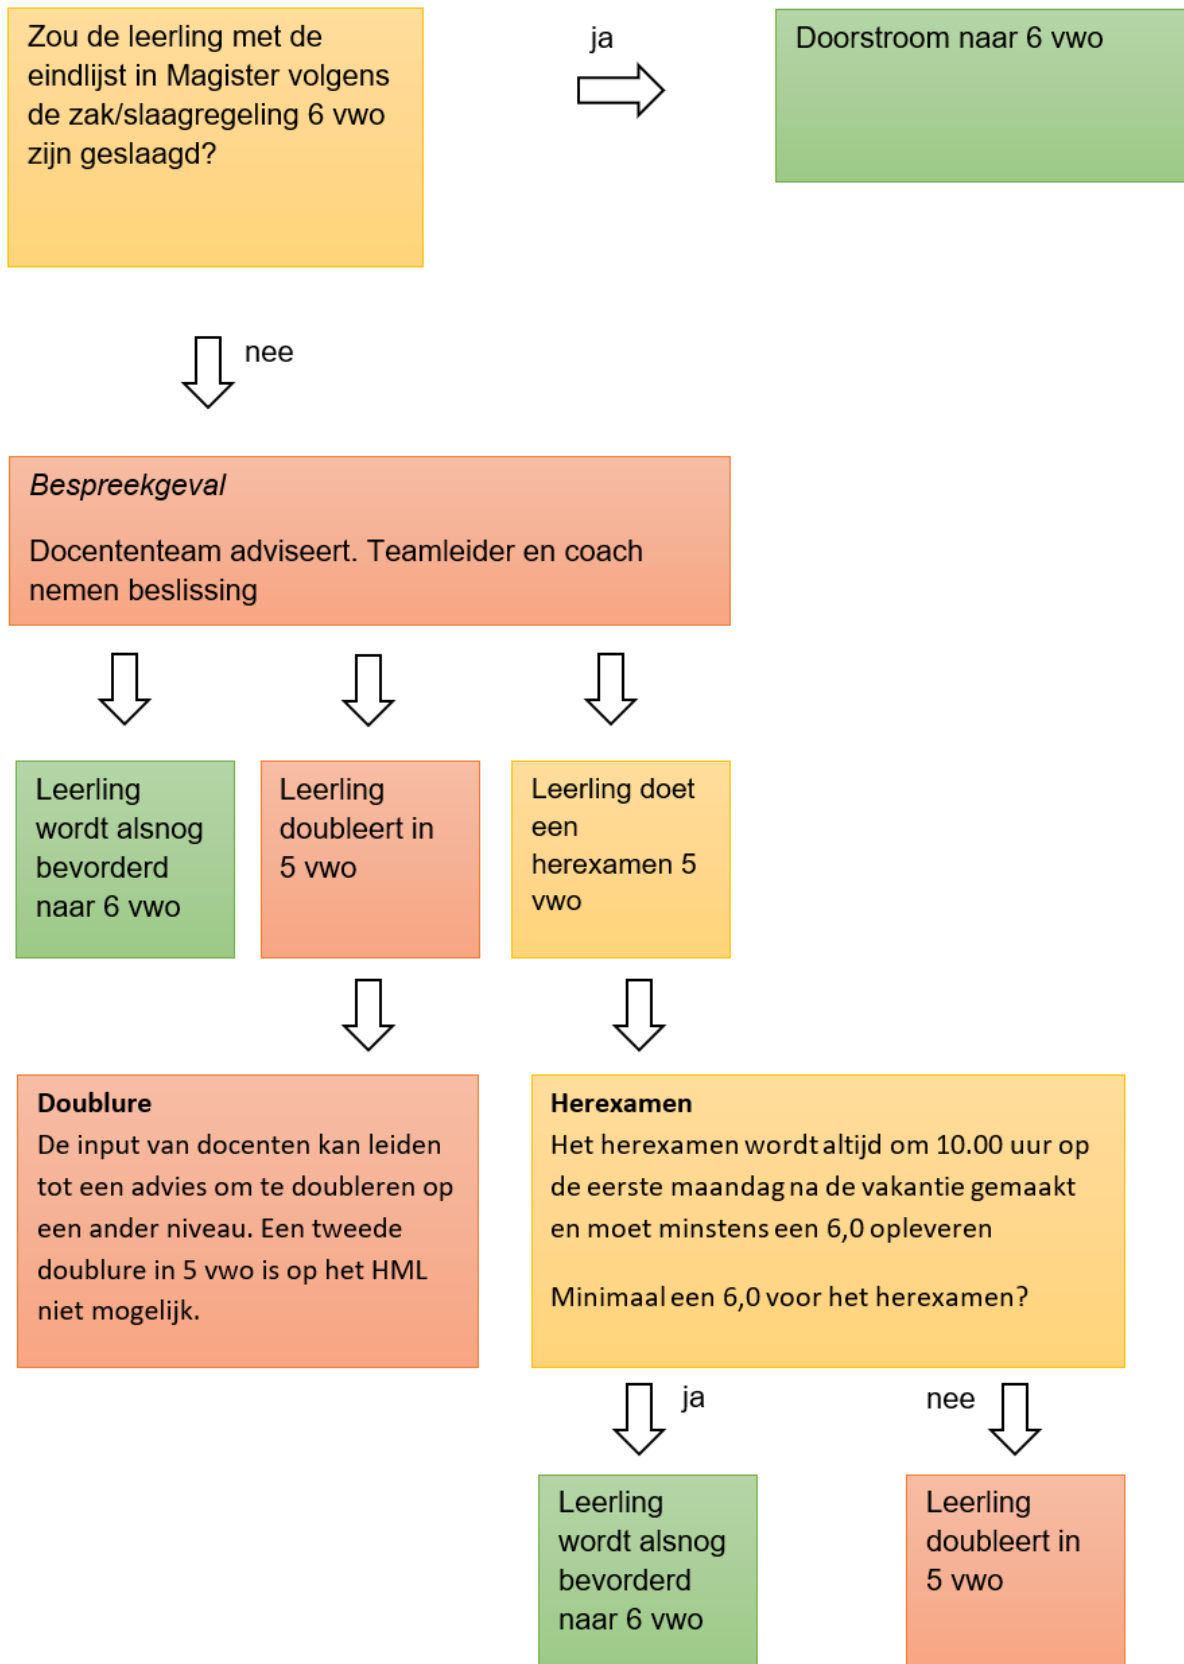 Zou de leerling met de
eindlijst in Magister volgens
de zak/slaagregeling 6 vwo
zijn geslaagd?
ja
Doorstroom naar 6 vwo
nee
Bespreekgeval
Docententeam adviseert. Teamleider en coach
nemen beslissing
Leerling
wordt alsnog
bevorderd
naar 6 vwo
Leerling
doubleert in
5 vwo
Leerling doet
een
herexamen 5
vwo
Doublure
De input van docenten kan leiden
tot een advies om te doubleren op
een ander niveau. Een tweede
doublure in 5 vwo is op het HML
niet mogelijk.
Herexamen
Het herexamen wordt altijd om 10.00 uur op
de eerste maandag na de vakantie gemaakt
en moet minstens een 6,0 opleveren
Minimaal een 6,0 voor het herexamen?
ja
nee
Leerling
wordt alsnog
bevorderd
naar 6 vwo
Leerling
doubleert in
5 vwo